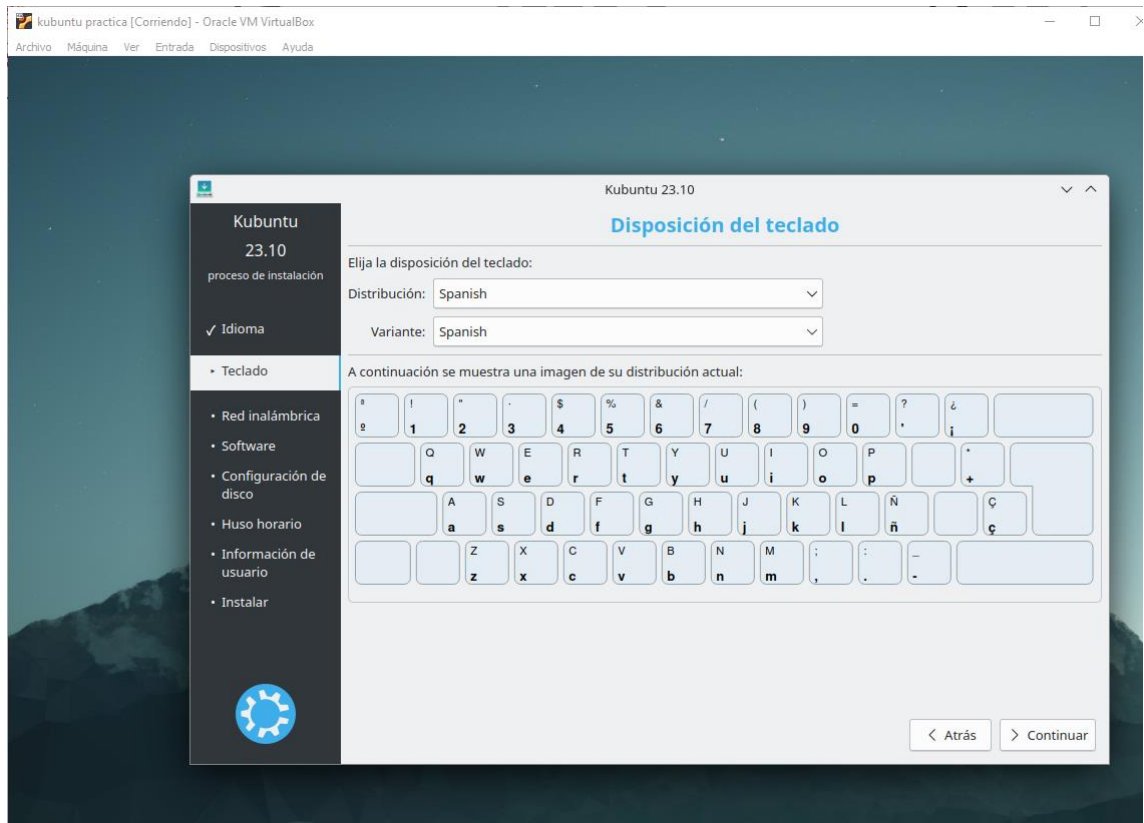 kubuntu practica [Corriendo] - Oracle VM VirtualBox
Archivo Máquina Ver Entrada Dispositivos Ayuda
Kubuntu 23.10
Kubuntu
23.10
proceso de instalación
✓ Idioma
‣ Teclado
• Red inalámbrica
• Software
• Configuración de
disco
• Huso horario
• Información de
usuario
• Instalar
Disposición del teclado
Elija la disposición del teclado:
Distribución: Spanish
Variante: Spanish
A continuación se muestra una imagen de su distribución actual:
ª ! " · $ % & / ( ) = ? ¿
º 1 2 3 4 5 6 7 8 9 0 ' ¡
Q W E R T Y U I O P *
q w e r t y u i o p +
A S D F G H J K L Ñ Ç
a s d f g h j k l ñ ç
Z X C V B N M ; : _
z x c v b n m , . -
< Atrás > Continuar